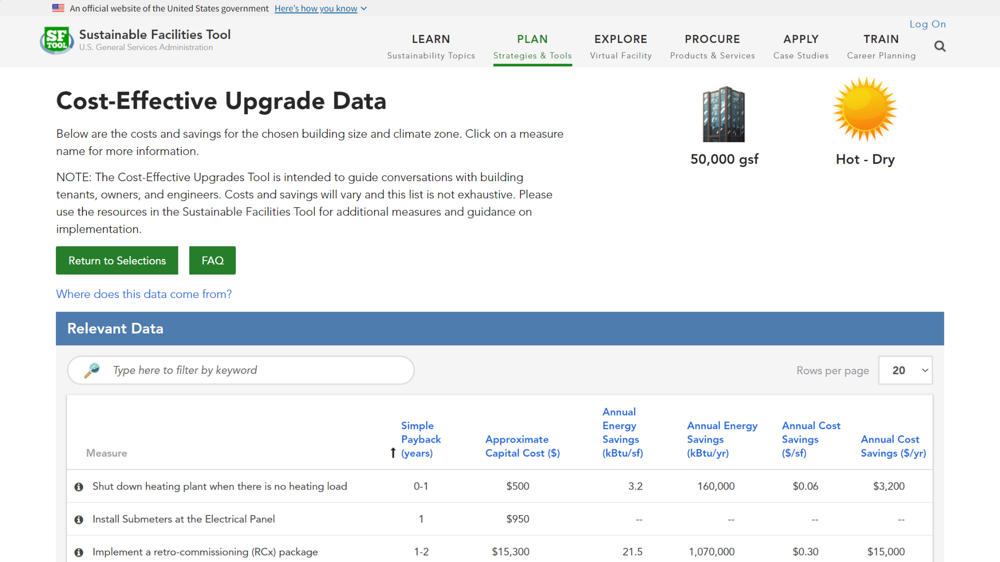 An official website of the United States government Here's how you know
SF TOOL
Sustainable Facilities Tool
U.S. General Services Administration
Log On
LEARN
Sustainability Topics
PLAN
Strategies & Tools
EXPLORE
Virtual Facility
PROCURE
Products & Services
APPLY
Case Studies
TRAIN
Career Planning
Cost-Effective Upgrade Data
Below are the costs and savings for the chosen building size and climate zone. Click on a measure
name for more information.
NOTE: The Cost-Effective Upgrades Tool is intended to guide conversations with building
tenants, owners, and engineers. Costs and savings will vary and this list is not exhaustive. Please
use the resources in the Sustainable Facilities Tool for additional measures and guidance on
implementation.
50,000 gsf
Hot - Dry
Return to Selections
FAQ
Where does this data come from?
Relevant Data
Type here to filter by keyword
Rows per page 20
Measure
Simple
Payback
(years)
Approximate
Capital Cost ($)
Annual
Energy
Savings
(kBtu/sf)
Annual Energy
Savings
(kBtu/yr)
Annual Cost
Savings
($/sf)
Annual Cost
Savings ($/yr)
Shut down heating plant when there is no heating load 0-1 $500 3.2 160,000 $0.06 $3,200
Install Submeters at the Electrical Panel 1 $950 -- -- -- --
Implement a retro-commissioning (RCx) package 1-2 $15,300 21.5 1,070,000 $0.30 $15,000